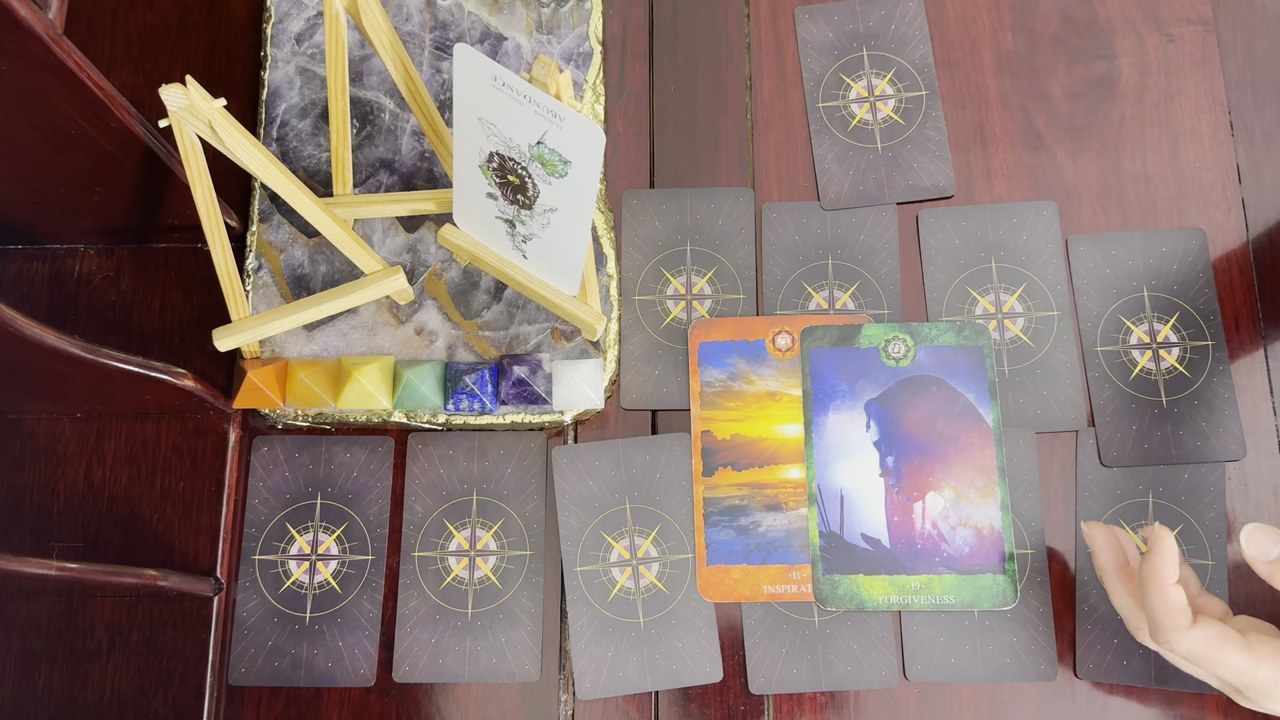 ABUNDANCE
-11-
INSPIRAT
-19-
FORGIVENESS